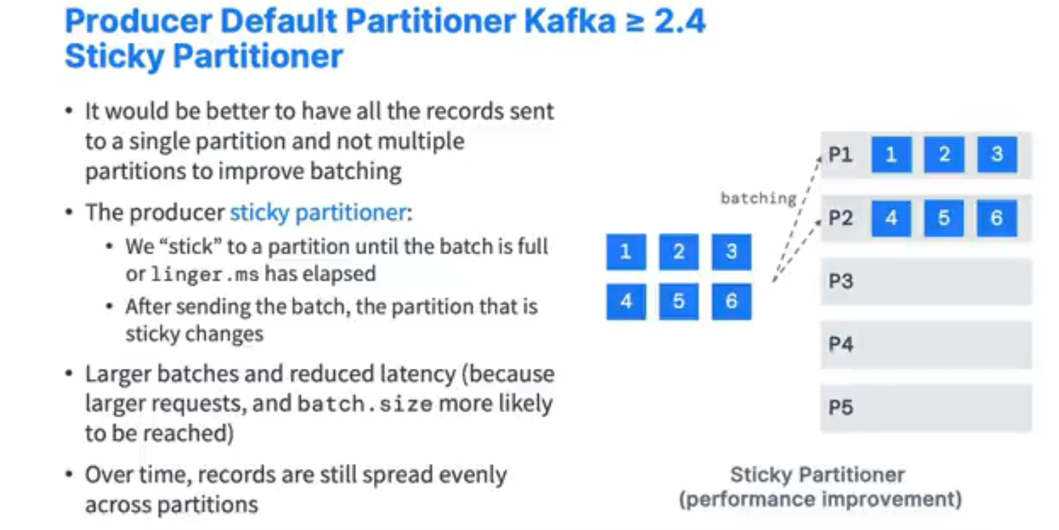 Producer Default Partitioner Kafka ≥ 2.4
Sticky Partitioner
• It would be better to have all the records sent
to a single partition and not multiple
partitions to improve batching
• The producer sticky partitioner:
• We “stick” to a partition until the batch is full
or linger.ms has elapsed
• After sending the batch, the partition that is
sticky changes
• Larger batches and reduced latency (because
larger requests, and batch.size more likely
to be reached)
• Over time, records are still spread evenly
across partitions
batching
1 2 3
4 5 6
P1 1 2 3
P2 4 5 6
P3
P4
P5
Sticky Partitioner
(performance improvement)